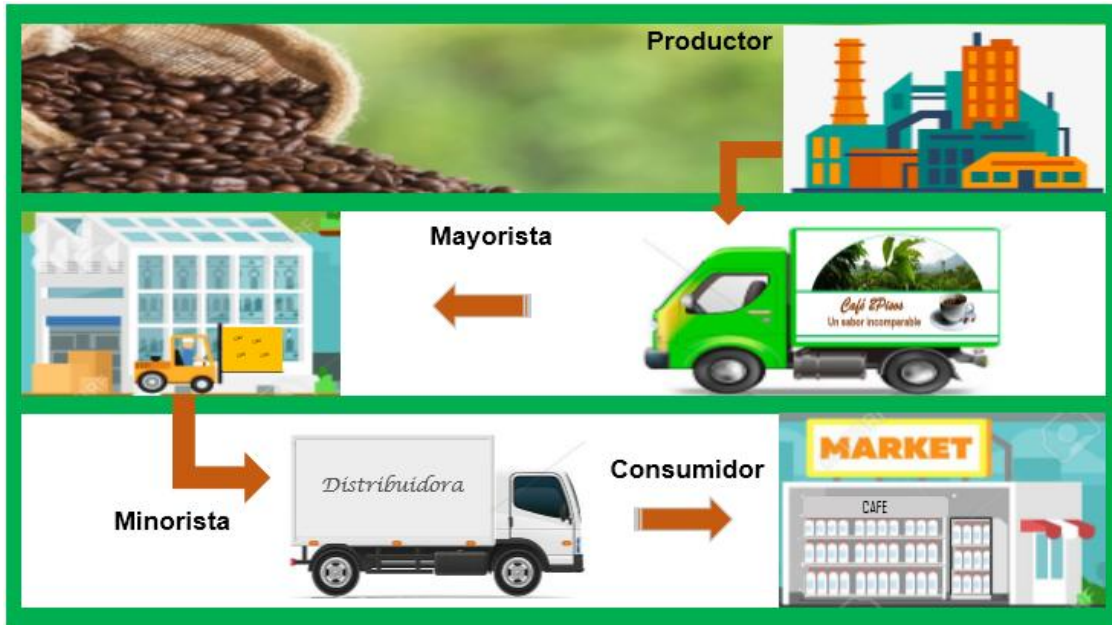 Productor
Mayorista
Café 2Pisos
Un sabor incomparable
Distribuidora
Consumidor
MARKET
CAFE
Minorista